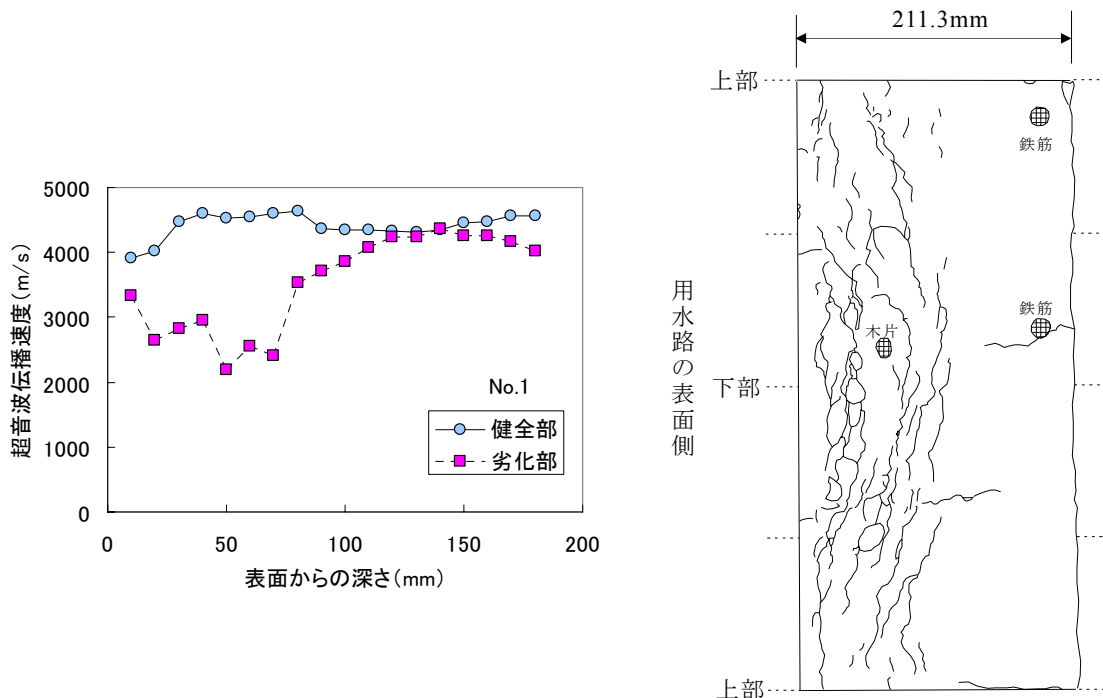 5000
4000
3000
2000
1000
0
超音波伝播速度(m/s)
0
50
100
150
200
表面からの深さ(mm)
No.1
健全部
劣化部
211.3mm
上部
鉄筋
鉄筋
木片
用水路の表面側
下部
上部